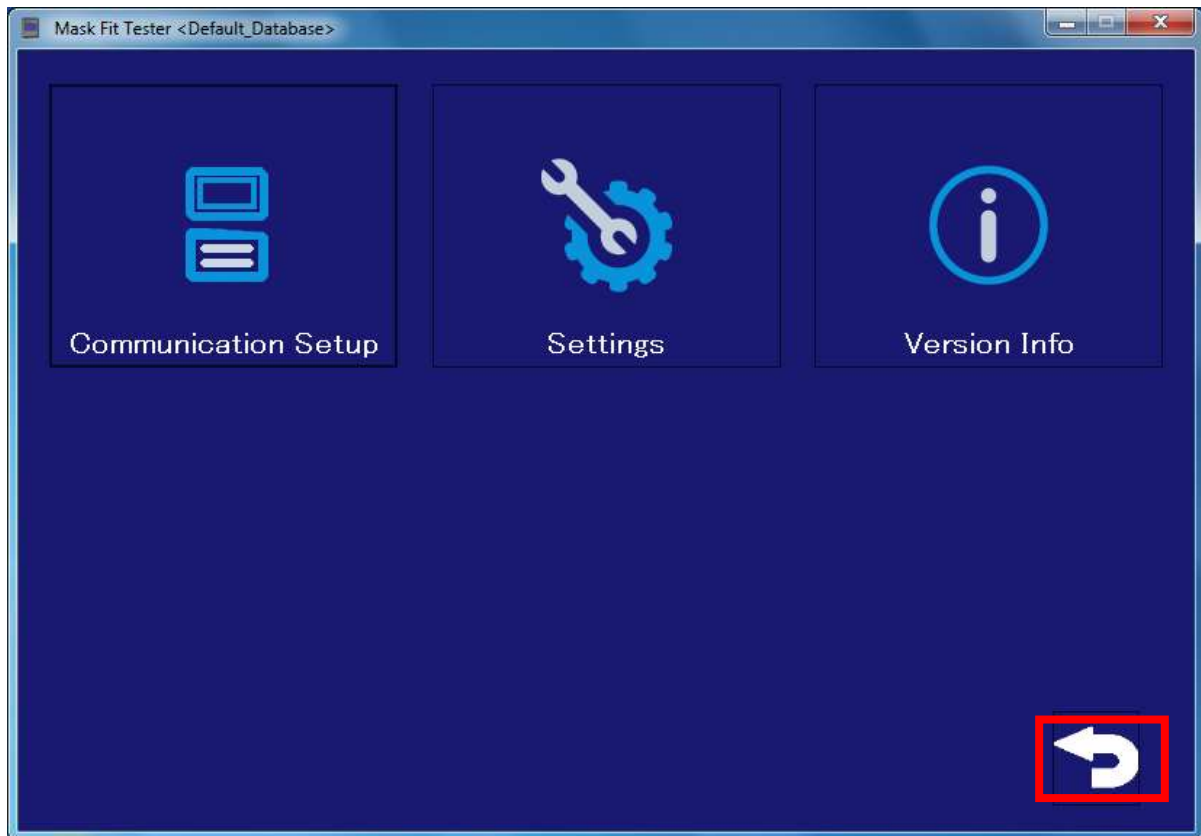 Mask Fit Tester <Default_Database>
Communication Setup
Settings
Version Info